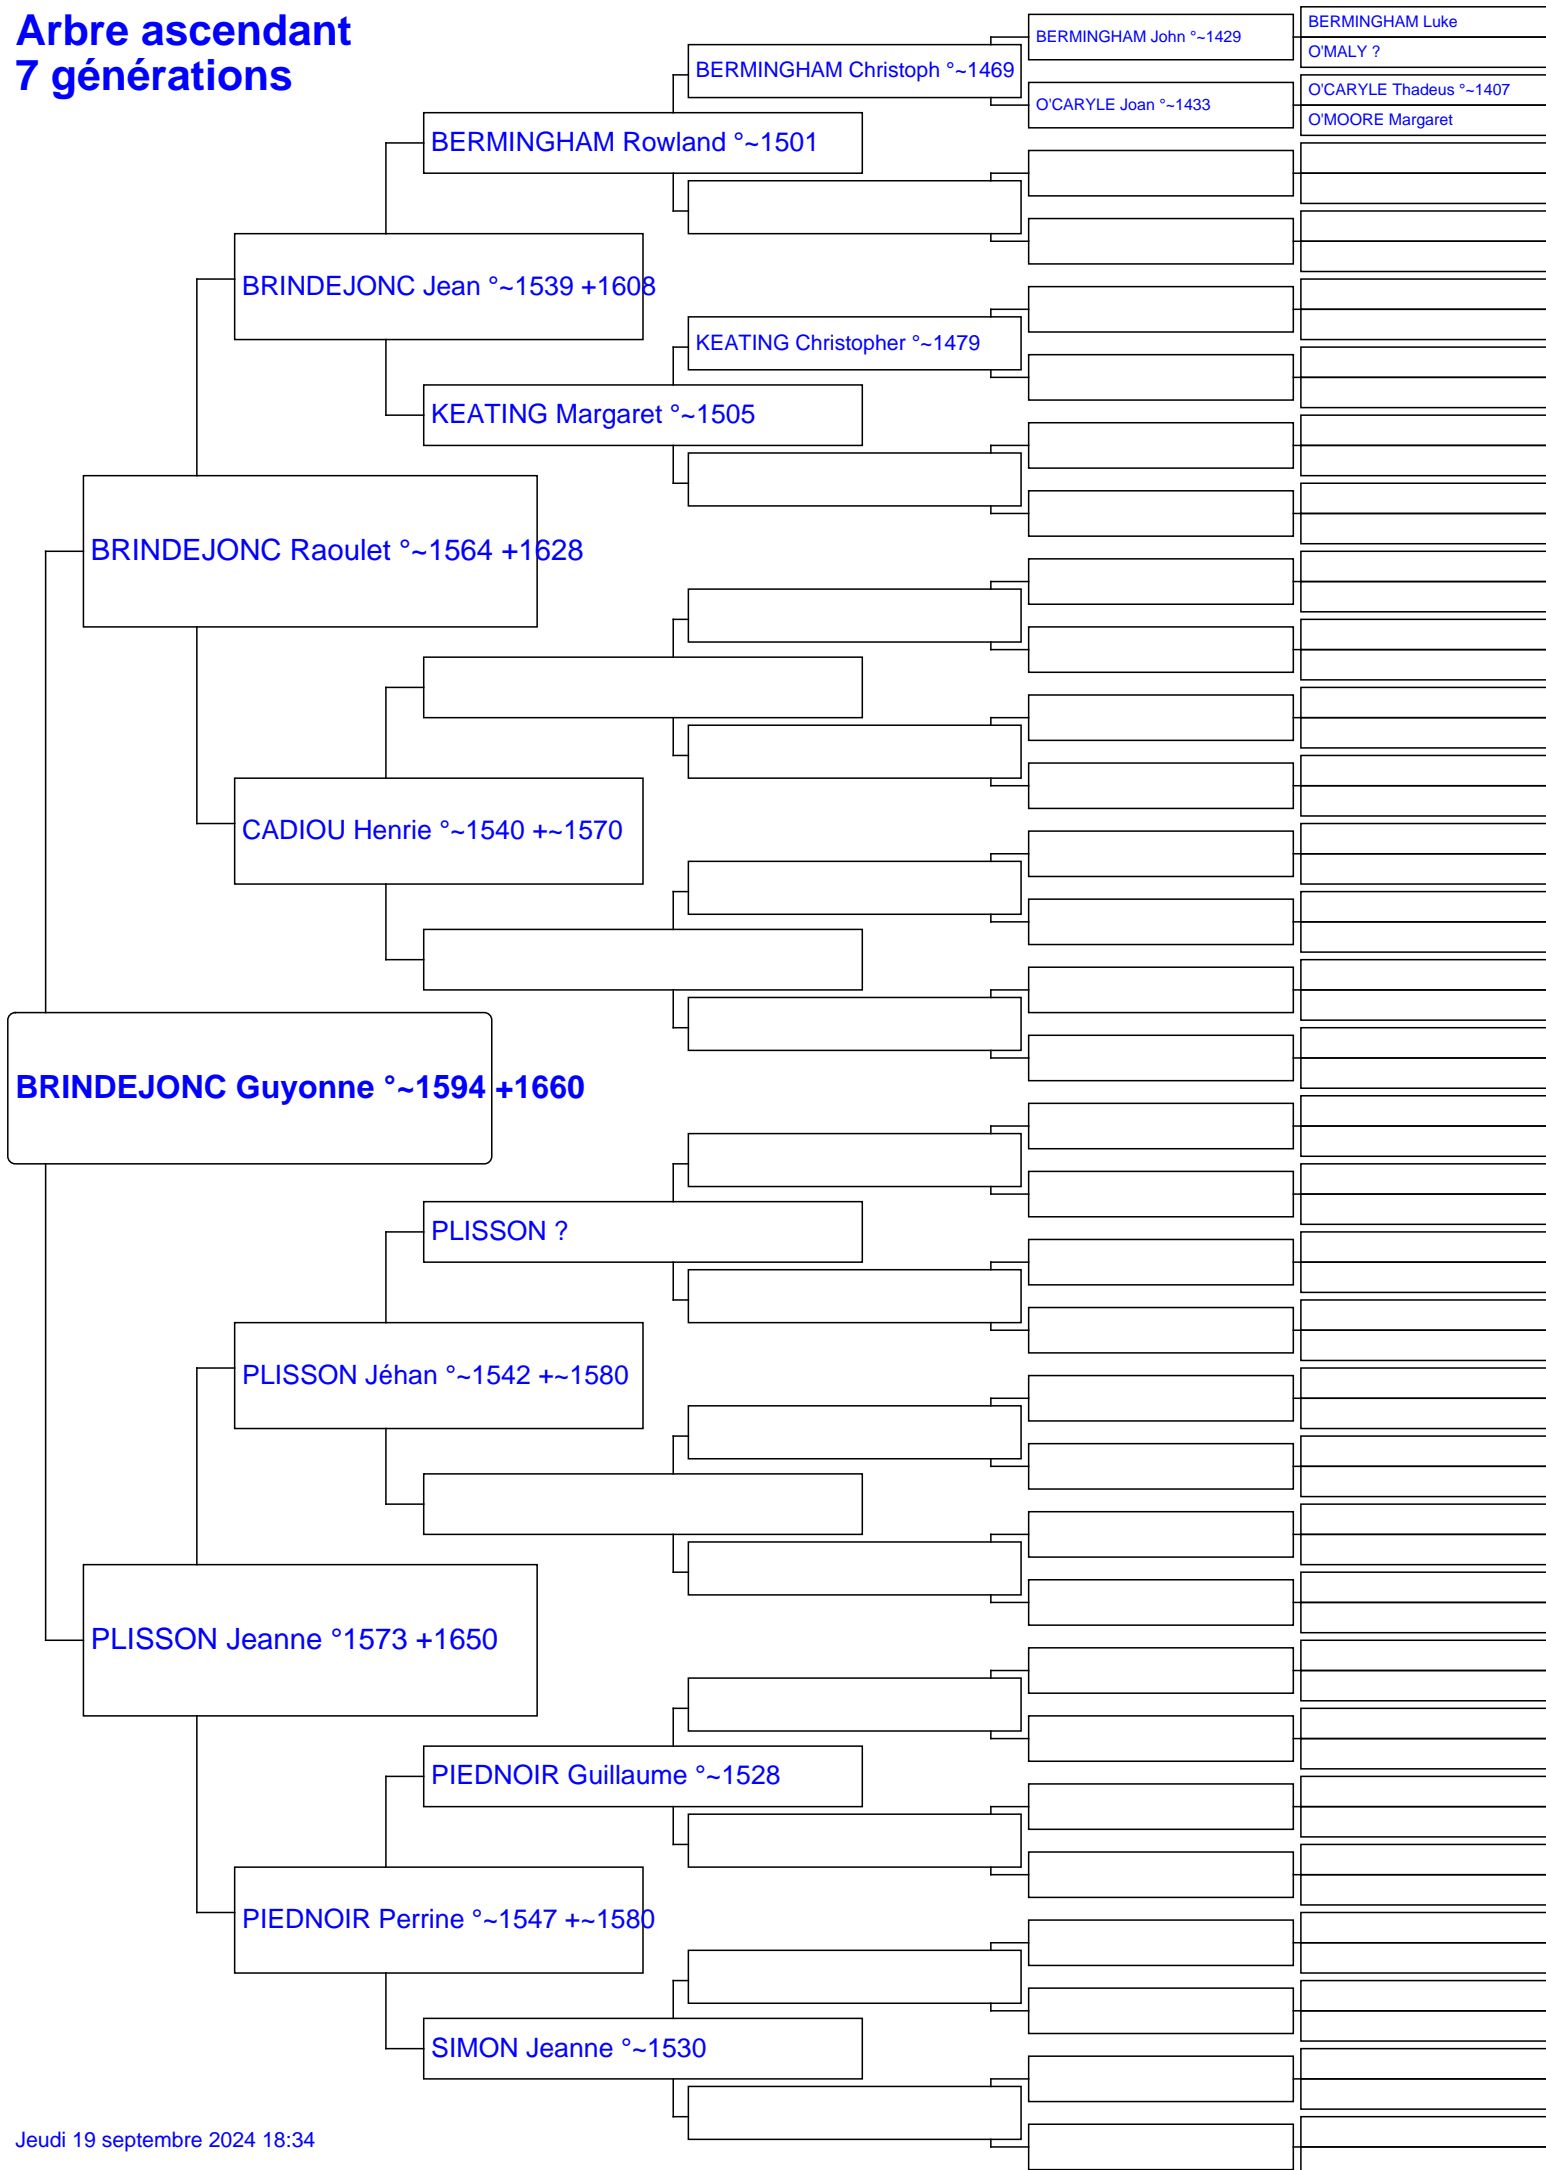 Arbre ascendant
7 générations
BERMINGHAM Luke
BERMINGHAM John °~1429
O'MALY ?
BERMINGHAM Christoph °~1469
O'CARYLE Thadeus °~1407
O'CARYLE Joan °~1433
O'MOORE Margaret
BERMINGHAM Rowland °~1501
BRINDEJONC Jean °~1539 +1608
KEATING Christopher °~1479
KEATING Margaret °~1505
BRINDEJONC Raoulet °~1564 +1628
CADIOU Henrie °~1540 +~1570
BRINDEJONC Guyonne °~1594 +1660
PLISSON ?
PLISSON Jéhan °~1542 +~1580
PLISSON Jeanne °1573 +1650
PIEDNOIR Guillaume °~1528
PIEDNOIR Perrine °~1547 +~1580
SIMON Jeanne °~1530
Jeudi 19 septembre 2024 18:34